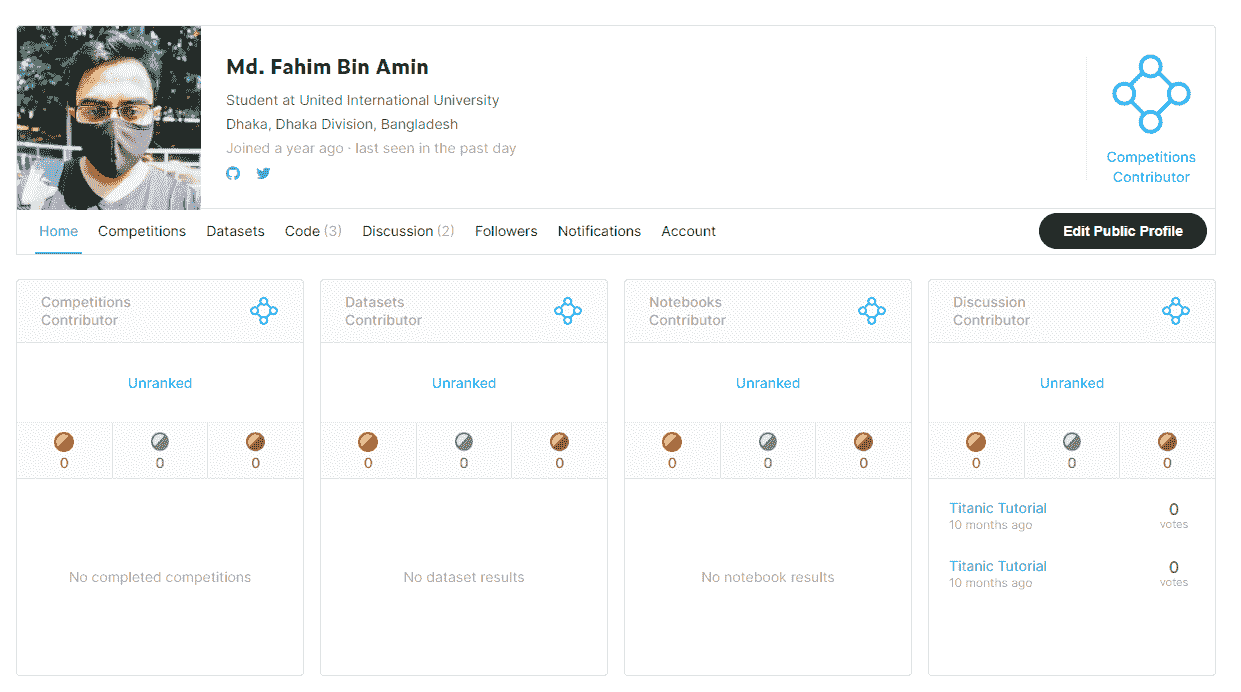 Md. Fahim Bin Amin
Student at United International University
Dhaka, Dhaka Division, Bangladesh
Joined a year ago · last seen in the past day
Competitions
Contributor
Home Competitions Datasets Code (3) Discussion (2) Followers Notifications Account Edit Public Profile
Competitions
Contributor
Unranked
0 0 0
No completed competitions
Datasets
Contributor
Unranked
0 0 0
No dataset results
Notebooks
Contributor
Unranked
0 0 0
No notebook results
Discussion
Contributor
Unranked
0 0 0
Titanic Tutorial 0
10 months ago votes
Titanic Tutorial 0
10 months ago votes